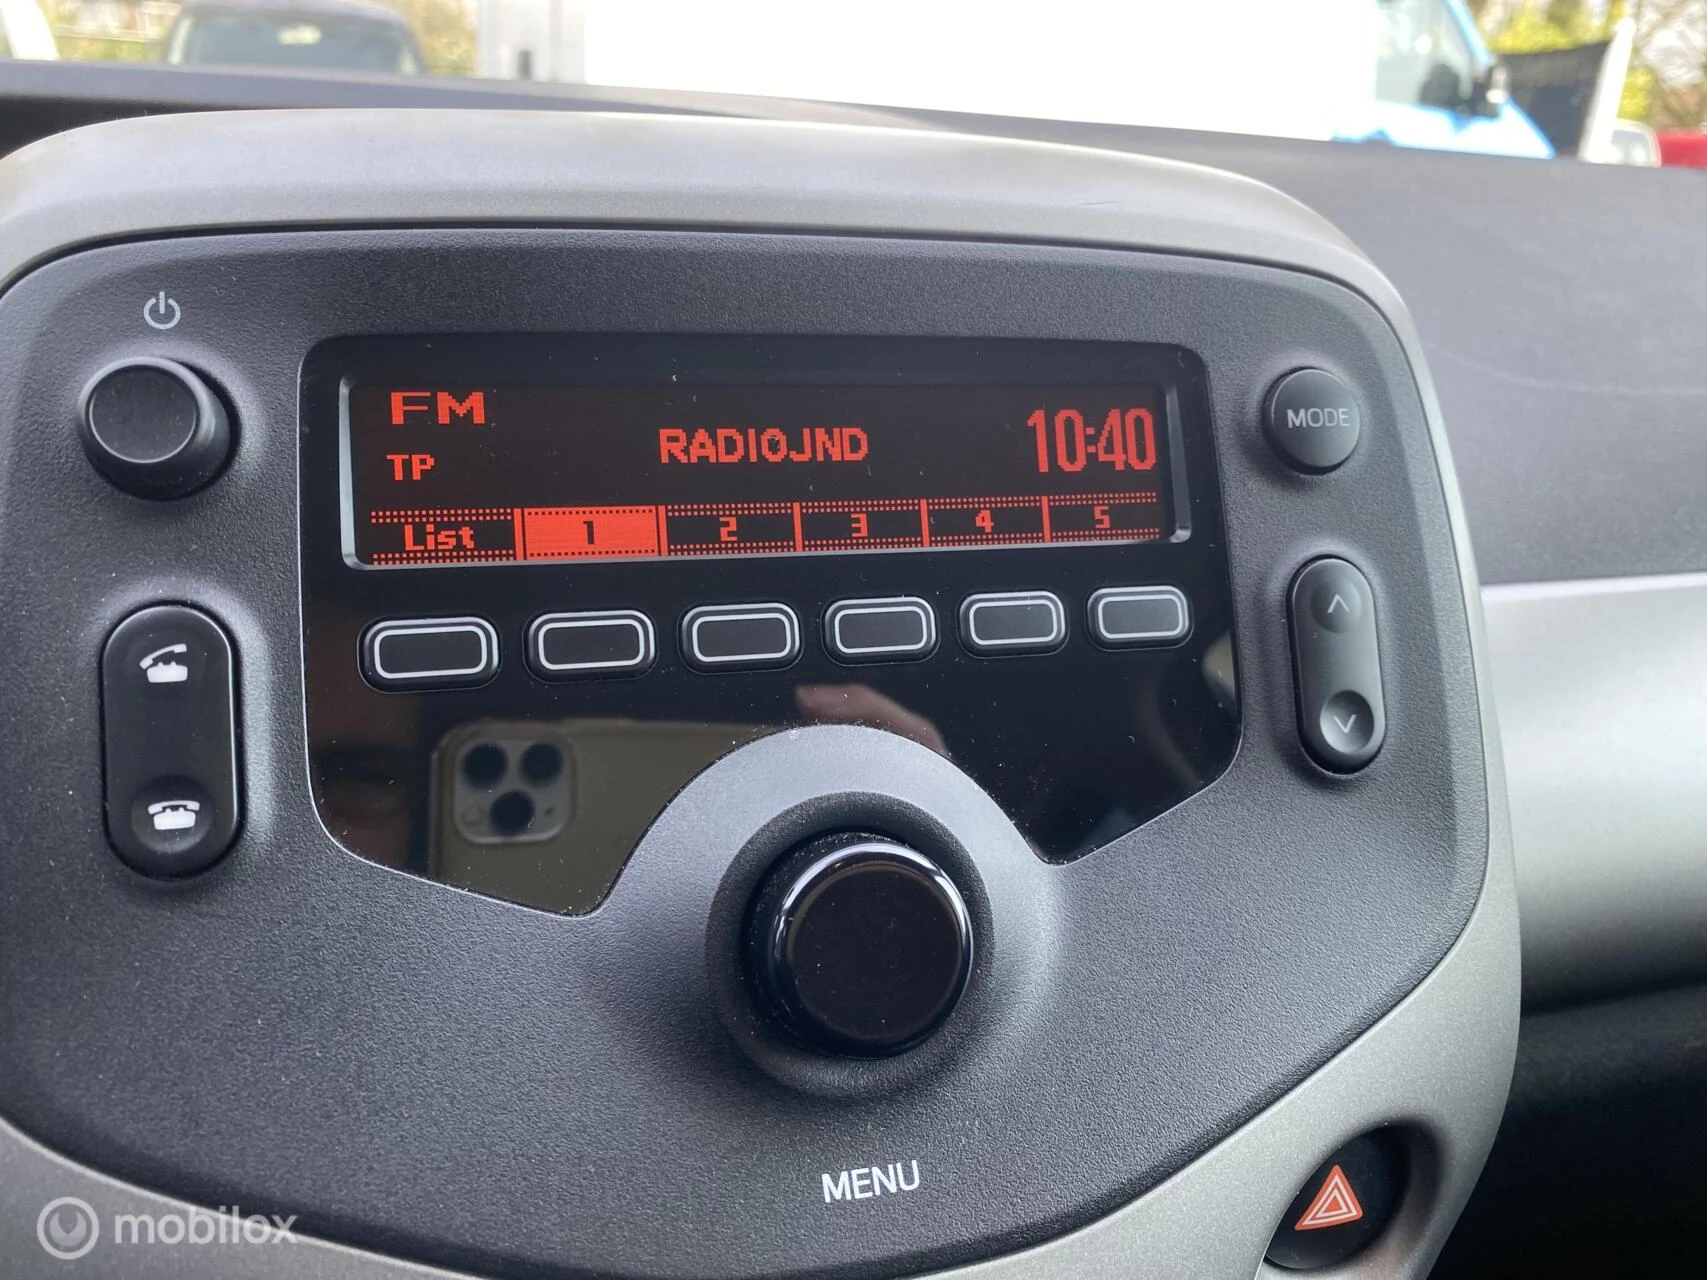 FM
RADIOJND
10:40
TP
List 1 2 3 4 5
MODE
MENU
mobilox